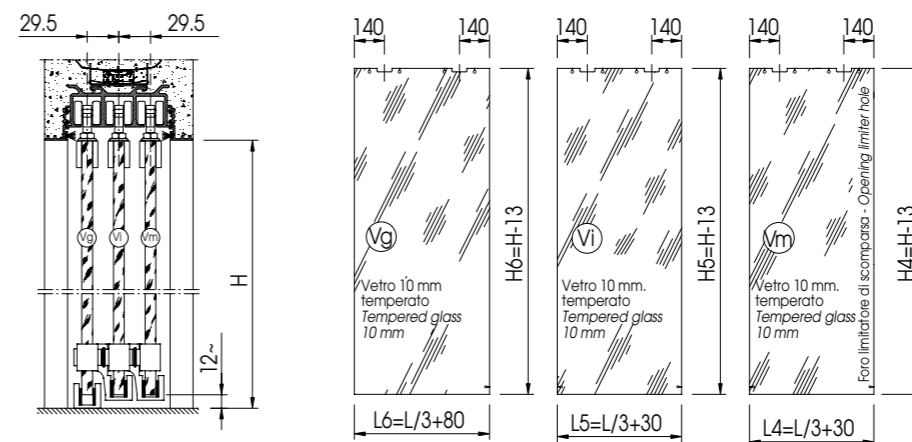 29.5 29.5
Vg Vi Vm
H
12~
140 140
Vg
Vetro 10 mm
temperato
Tempered glass
10 mm
H6=H-13
L6=L/3+80
140 140
Vi
Vetro 10 mm.
temperato
Tempered glass
10 mm
H5=H-13
L5=L/3+30
140 140
Vm
Vetro 10 mm.
temperato
Tempered glass
10 mm
Foro limitatore di scomparsa - Opening limiter hole
H4=H-13
L4=L/3+30